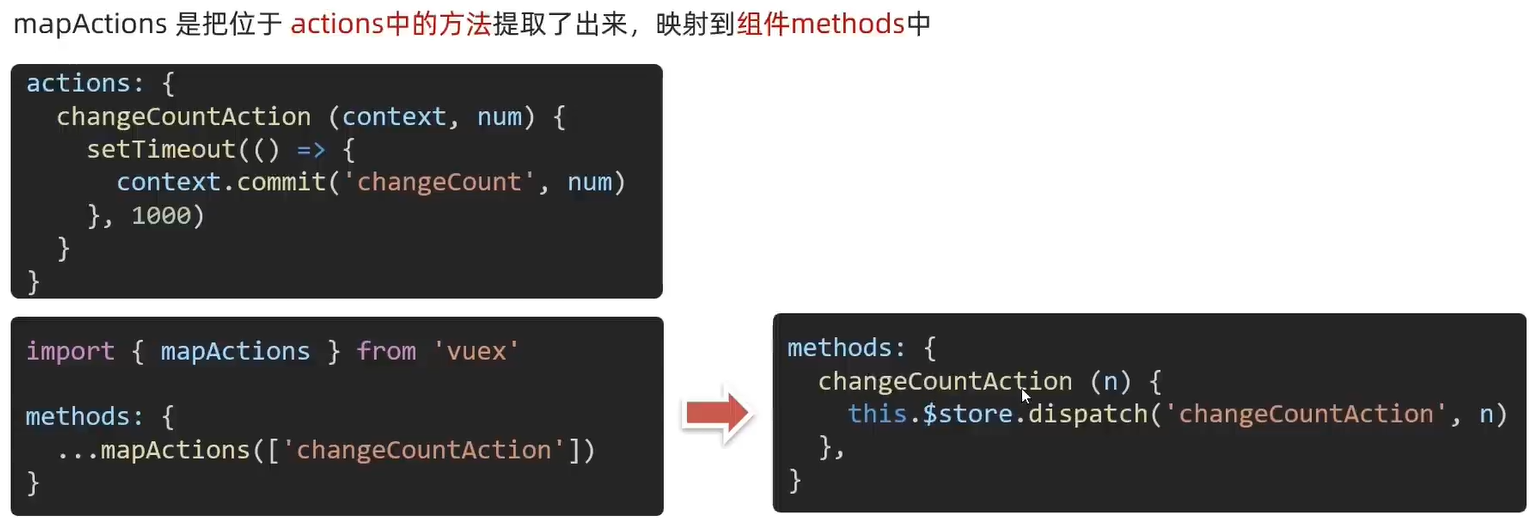 mapActions 是把位于 actions中的方法提取了出来，映射到组件methods中
actions: {
  changeCountAction (context, num) {
    setTimeout(() => {
      context.commit('changeCount', num)
    }, 1000)
  }
}
import { mapActions } from 'vuex'
methods: {
  ...mapActions(['changeCountAction'])
}
methods: {
  changeCountAction (n) {
    this.$store.dispatch('changeCountAction', n)
  },
}